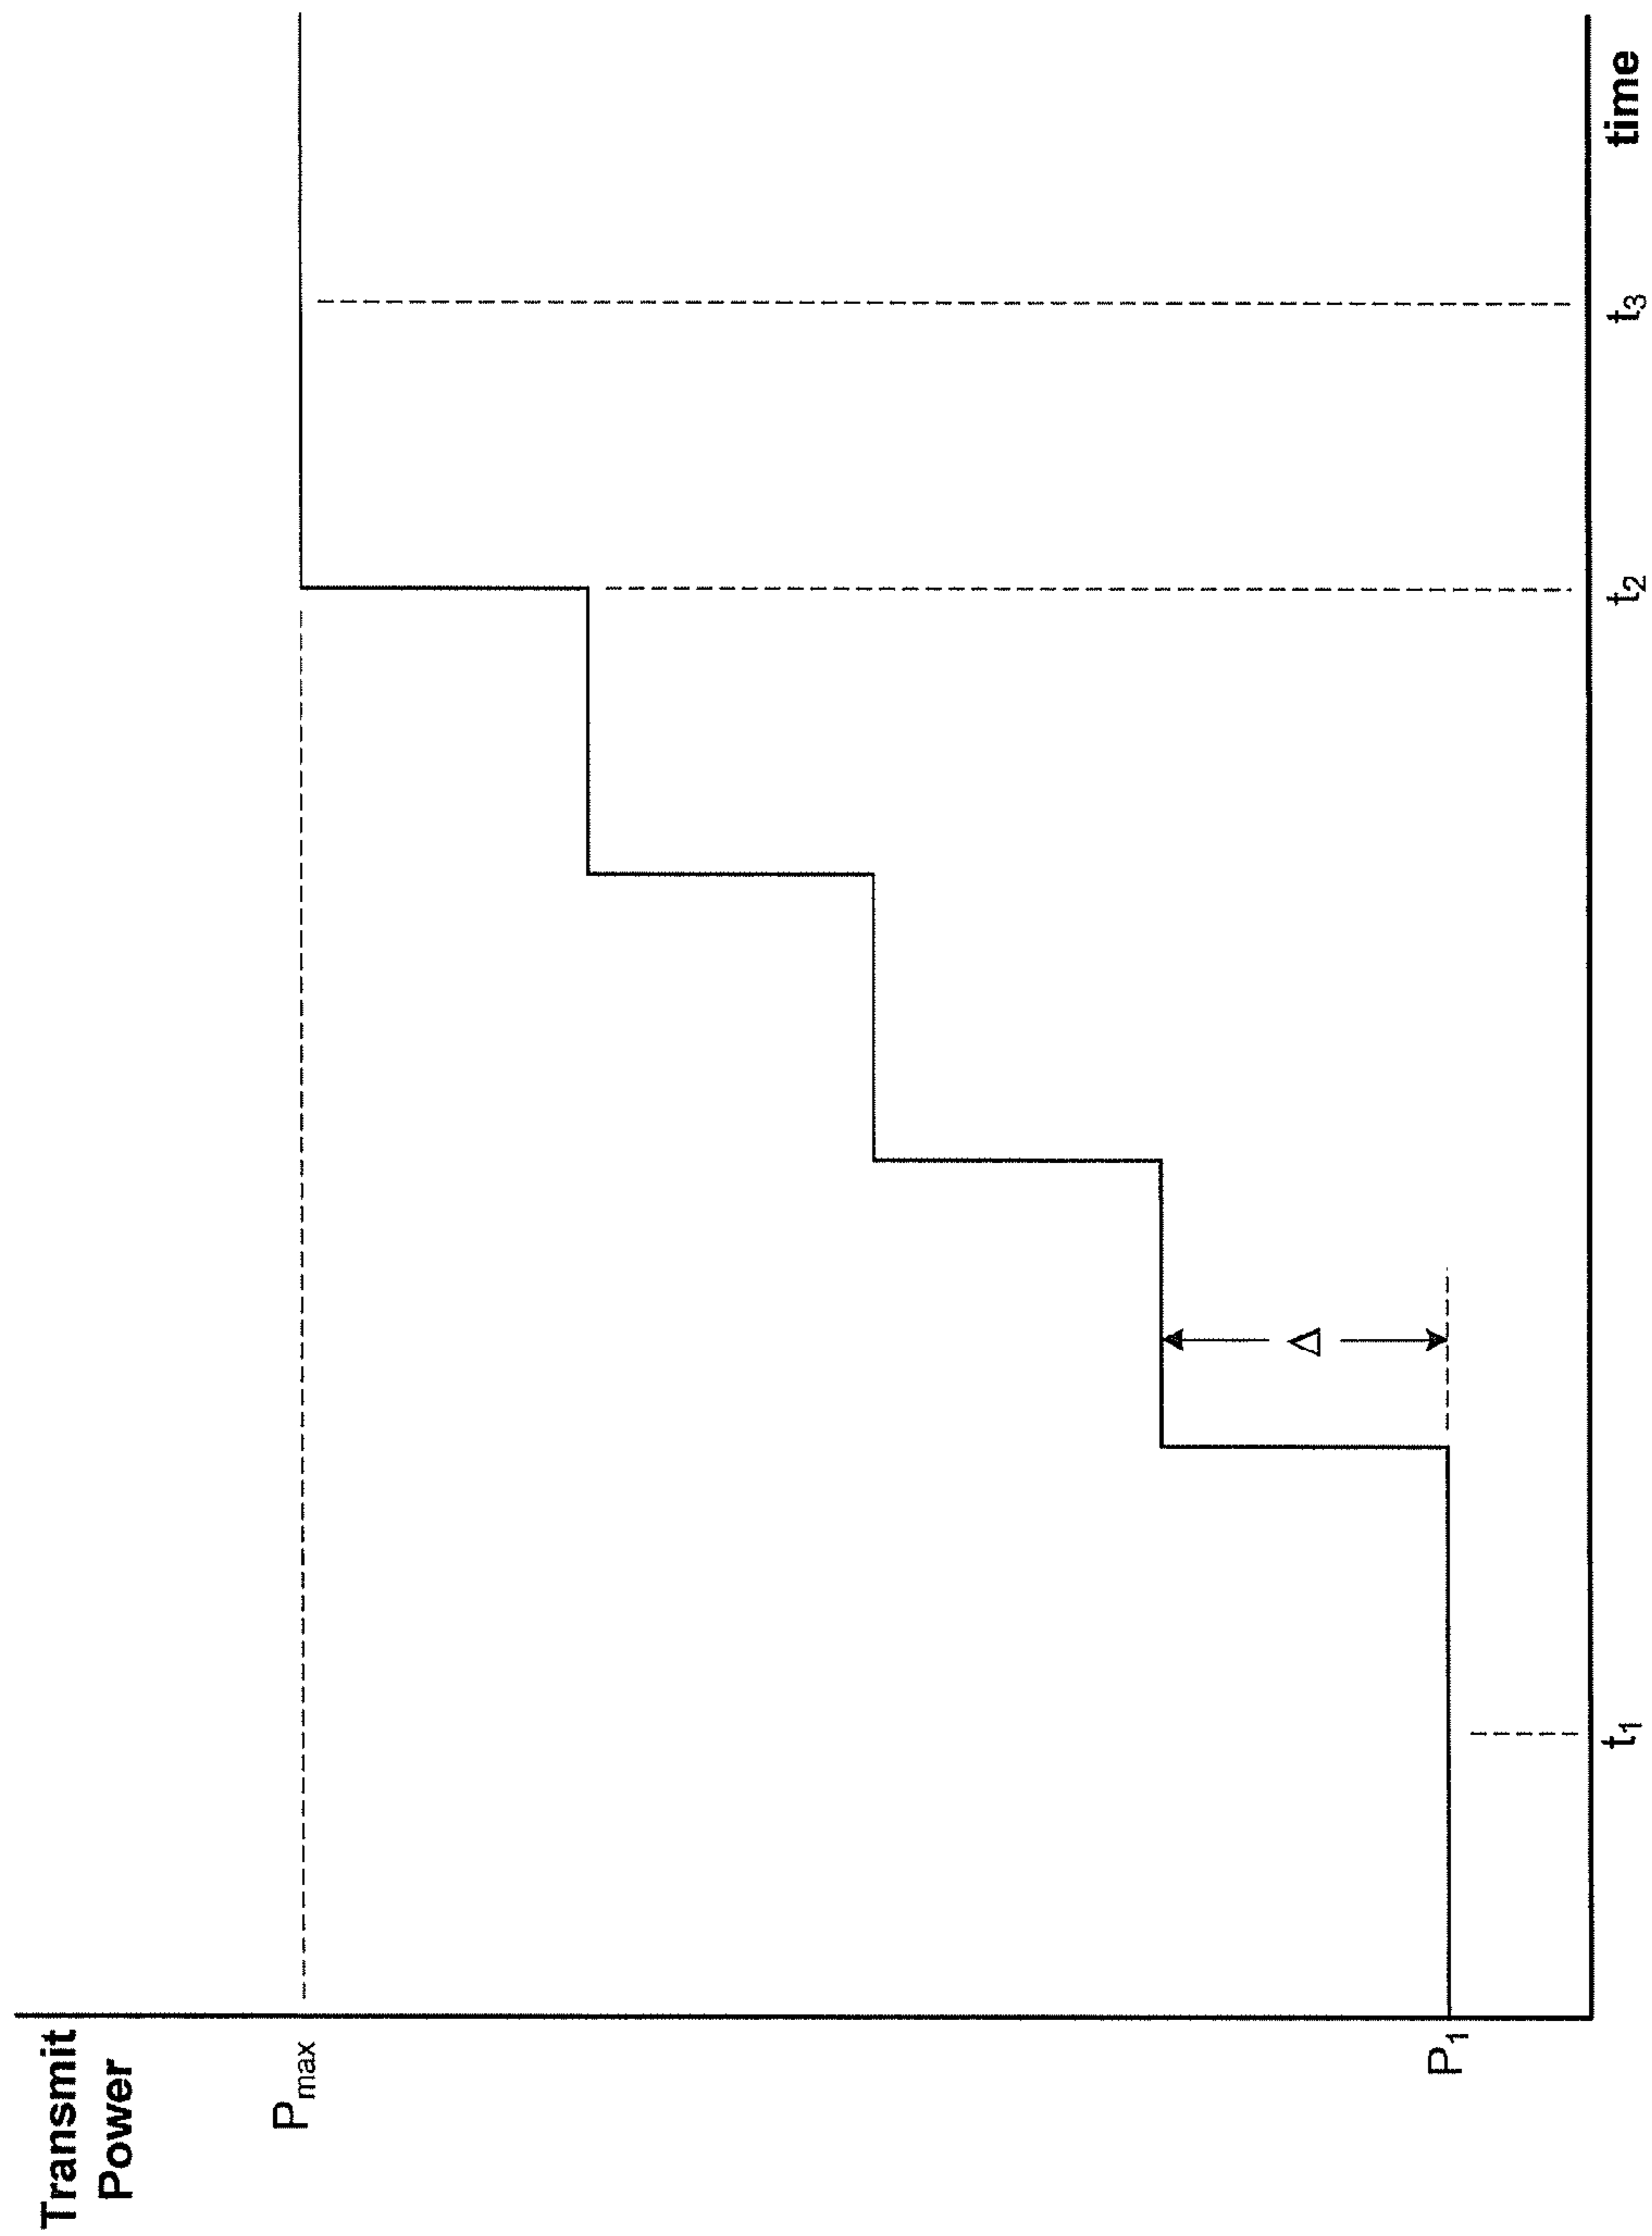 Transmit
Power
P_max
Δ
P_1
t_1
t_2
t_3
time